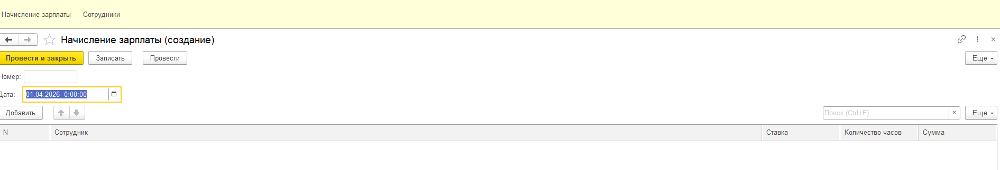 Начисление зарплаты Сотрудники
Начисление зарплаты (создание)
Провести и закрыть Записать Провести Еще
Номер:
Дата: 01.04.2026 0:00:00
Добавить Поиск (Ctrl+F) × Еще
N Сотрудник Ставка Количество часов Сумма